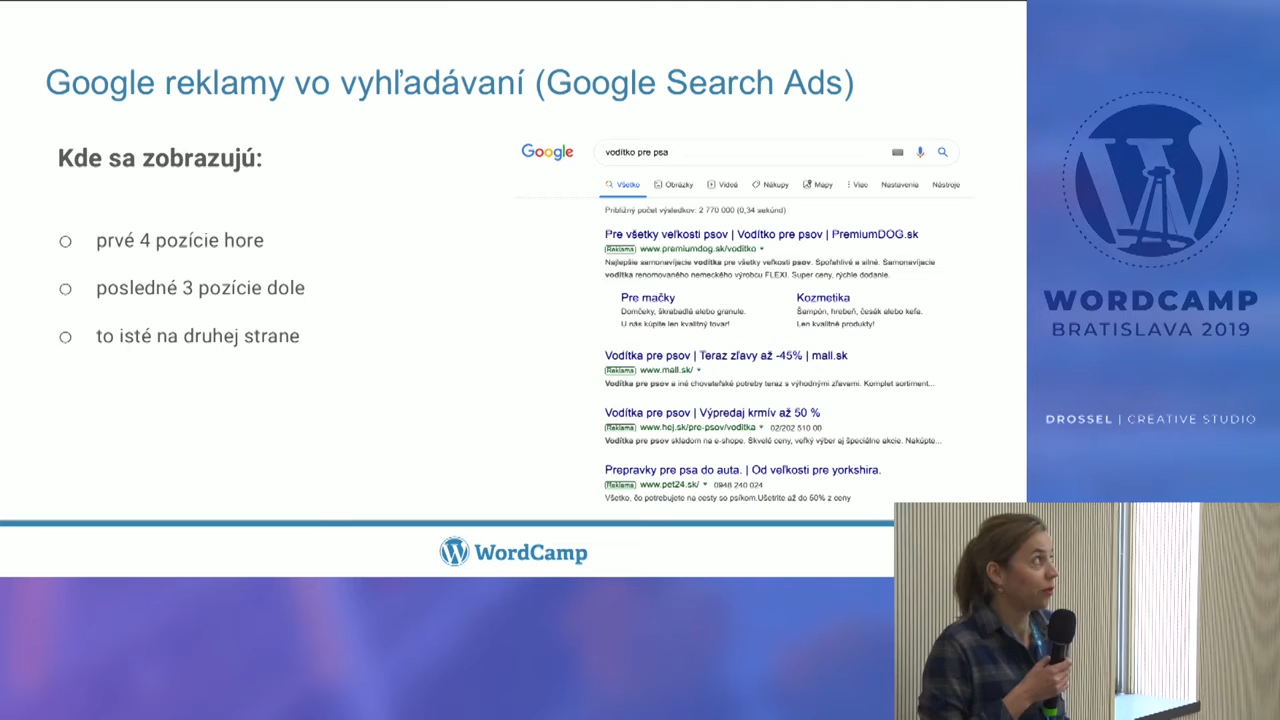 Google reklamy vo vyhľadávaní (Google Search Ads)
Kde sa zobrazujú:
prvé 4 pozície hore
posledné 3 pozície dole
to isté na druhej strane
Google
vodítko pre psa
Všetko Obrázky Videá Nákupy Mapy Viac Nastavenia Nástroje
Približný počet výsledkov: 2 770 000 (0,34 sekúnd)
Pre všetky veľkosti psov | Vodítko pre psov | PremiumDOG.sk
Reklama www.premiumdog.sk/voditko
Najlepšie samonavíjacie vodítka pre všetky veľkosti psov. Spoľahlivé a silné. Samonavíjacie
vodítka renomovaného nemeckého výrobcu FLEXI. Super ceny, rýchle dodanie.
Pre mačky
Domčeky, škrabadlá alebo granule.
U nás kúpite len kvalitný tovar!
Kozmetika
Šampón, hrebeň, česák alebo kefa.
Len kvalitné produkty!
Vodítka pre psov | Teraz zľavy až -45% | mall.sk
Reklama www.mall.sk/
Vodítka pre psov a iné chovateľské potreby teraz s výhodnými zľavami. Komplet sortiment...
Vodítka pre psov | Výpredaj krmív až 50 %
Reklama www.hej.sk/pre-psov/voditka 02/202 510 00
Vodítka pre psov skladom na e-shope. Skvelé ceny, veľký výber aj špeciálne akcie. Nakúpte...
Prepravky pre psa do auta. | Od veľkosti pre yorkshira.
Reklama www.pet24.sk/ 0948 240 024
Všetko, čo potrebujete na cesty so psíkom.Ušetrite až do 60% z ceny
WordCamp
WORDCAMP
BRATISLAVA 2019
DROSSEL | CREATIVE STUDIO